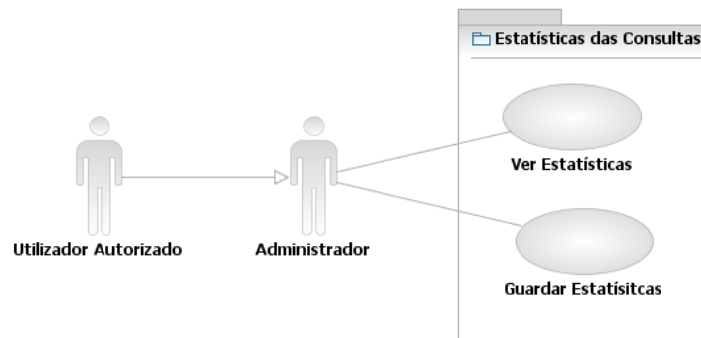 Estatísticas das Consultas
Ver Estatísticas
Utilizador Autorizado
Administrador
Guardar Estatísitcas